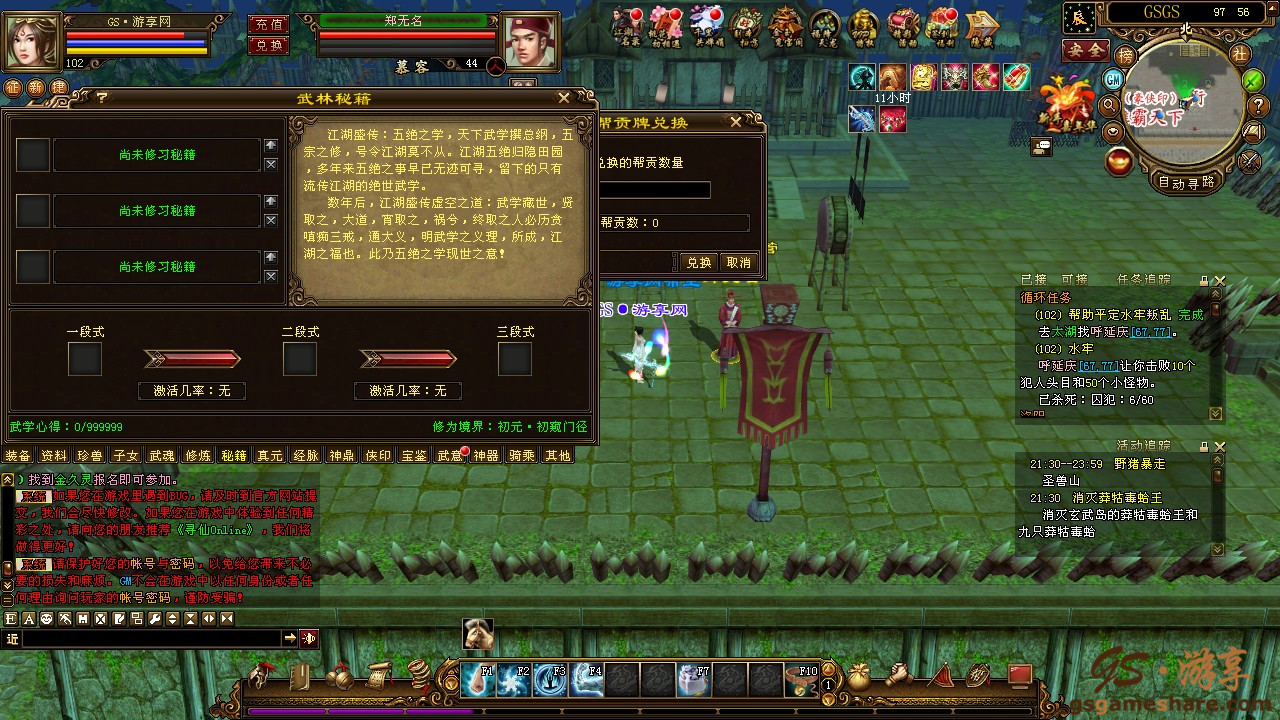 GS·游享网
102
充值
兑换
郑无名
慕容
44
征
新
建
11小时
辰
GSGS
97 56
北
安全
榜
社
GM
自动寻路
武林秘籍
?
尚未修习秘籍
尚未修习秘籍
尚未修习秘籍
江湖盛传：五绝之学，天下武学撰总纲，五
宗之修，号令江湖莫不从。江湖五绝归隐田园
，多年来五绝之事早已无迹可寻，留下的只有
流传江湖的绝世武学。
数年后，江湖盛传虚空之道：武学藏世，贤
取之，大道，宵取之，祸兮，终取之人必历贪
嗔痴三戒，通大义，明武学之义理，所成，江
湖之福也。此乃五绝之学现世之意！
一段式
二段式
三段式
激活几率：无
激活几率：无
武学心得：0/999999
修为境界：初元·初窥门径
装备 资料 珍兽 子女 武魂 修炼 秘籍 真元 经脉 神鼎 侠印 宝鉴 武意 神器 骑乘 其他
帮贡牌兑换
兑换的帮贡数量
帮贡数：0
兑换 取消
GS●游享网
已接 可接 任务追踪
循环任务
(102) 帮助平定水牢叛乱 完成
去太湖找呼延庆[67,77]。
(102) 水牢
呼延庆[67,77]让你击败10个
犯人头目和50个小怪物。
已杀死：囚犯：6/60
活动追踪
21:30--23:59 野猪暴走
圣兽山
21:30 消灭莽牯毒蛤王
消灭玄武岛的莽牯毒蛤王和
九只莽牯毒蛤
）找到金久灵报名即可参加。
系统 如果您在游戏里遇到BUG，请及时到官方网站提
交，我们会尽快修改。如果您在游戏中体验到任何精
彩之处，请向您的朋友推荐《寻仙Online》，我们将
做得更好！
系统 请保护好您的帐号与密码，以免给您带来不必
要的损失和麻烦。GM不会在游戏中以任何身份或者任
何理由询问玩家的帐号密码，谨防受骗！
近
F1 F2 F3 F4 F7 F10
1
GS·游享
gsgameshare.com